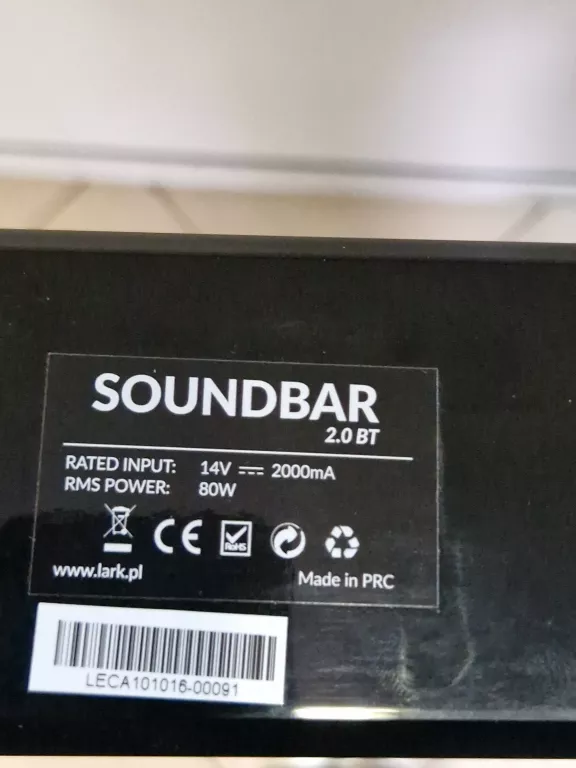 SOUNDBAR
2.0 BT
RATED INPUT: 14V ⎓ 2000mA
RMS POWER: 80W
CE RoHS
www.lark.pl Made in PRC
LECA101016-00091